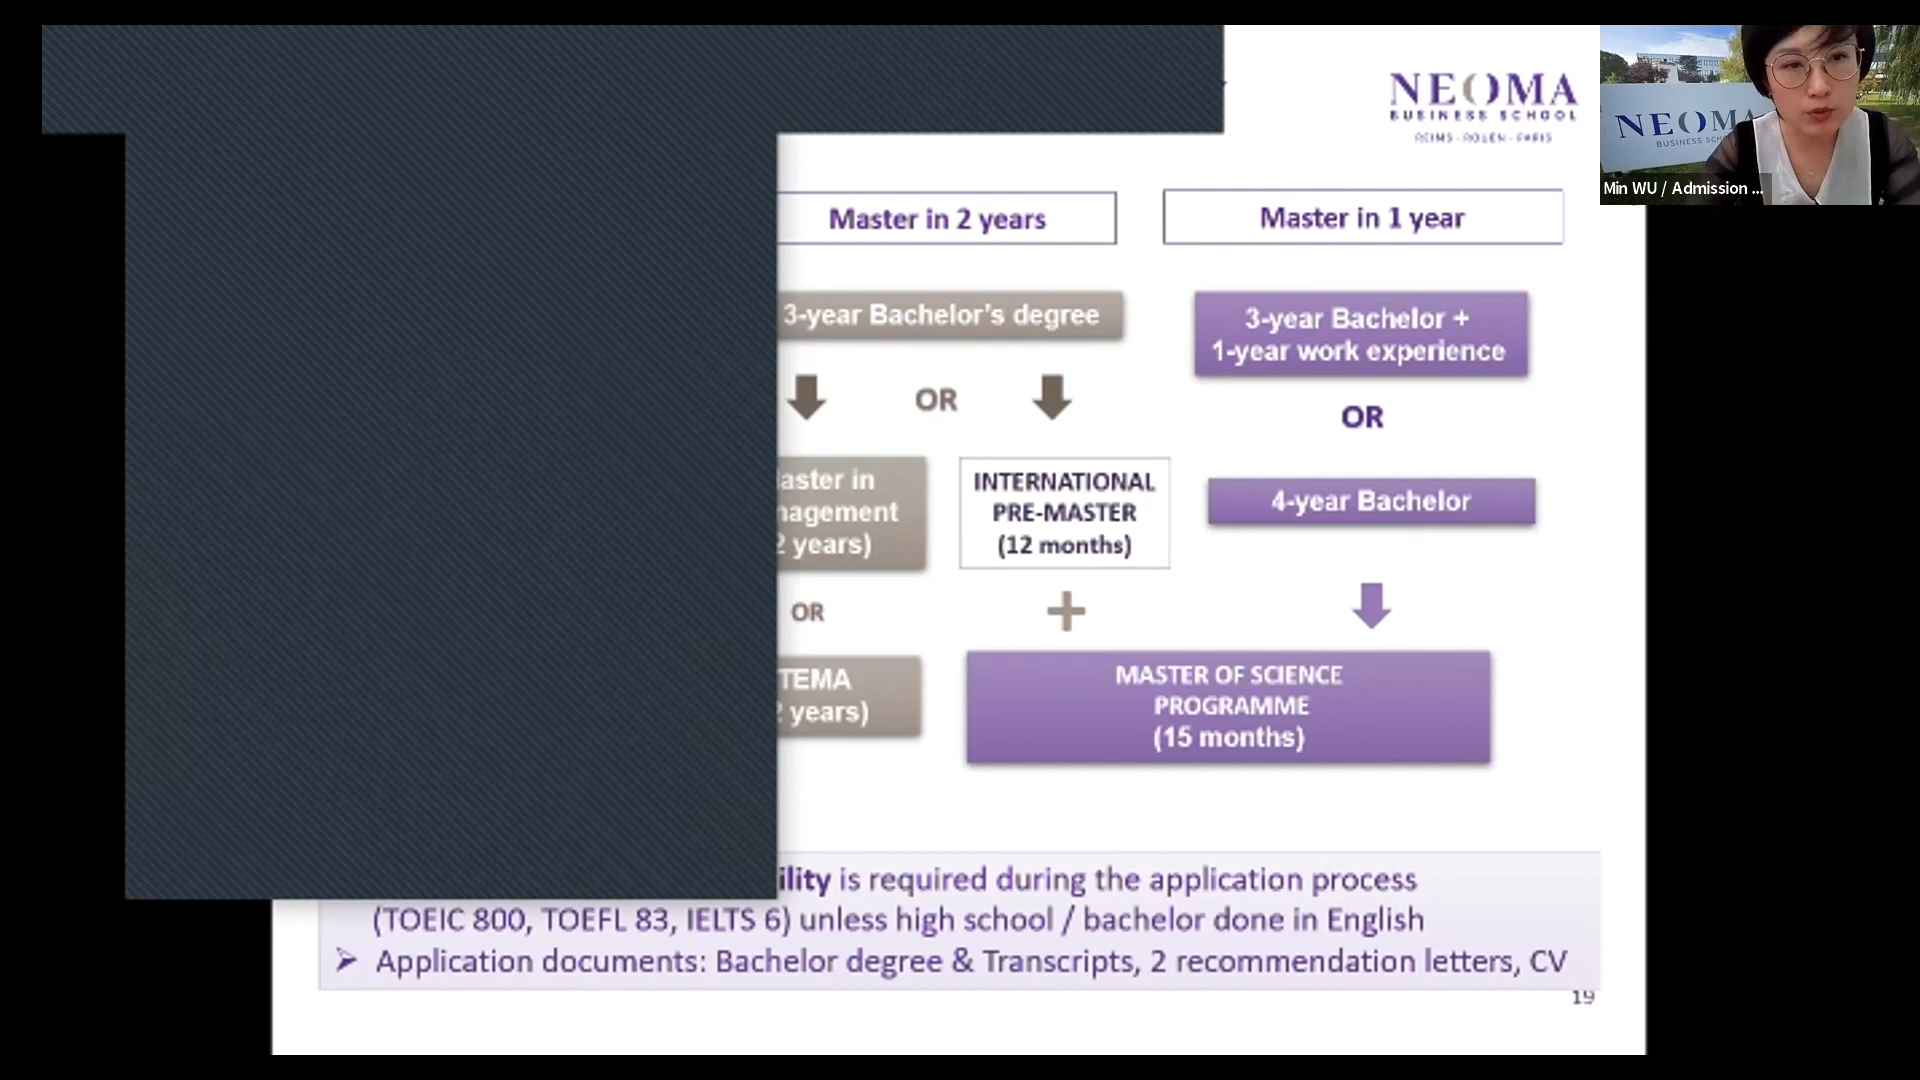 NEOMA
BUSINESS SCHOOL
REIMS - ROUEN - PARIS
NEOMA
BUSINESS
Min WU / Admission ...
Master in 2 years
Master in 1 year
3-year Bachelor's degree
3-year Bachelor +
1-year work experience
OR
OR
aster in
nagement
2 years)
INTERNATIONAL
PRE-MASTER
(12 months)
4-year Bachelor
OR
+
TEMA
years)
MASTER OF SCIENCE
PROGRAMME
(15 months)
ility is required during the application process
(TOEIC 800, TOEFL 83, IELTS 6) unless high school / bachelor done in English
➤ Application documents: Bachelor degree & Transcripts, 2 recommendation letters, CV
19